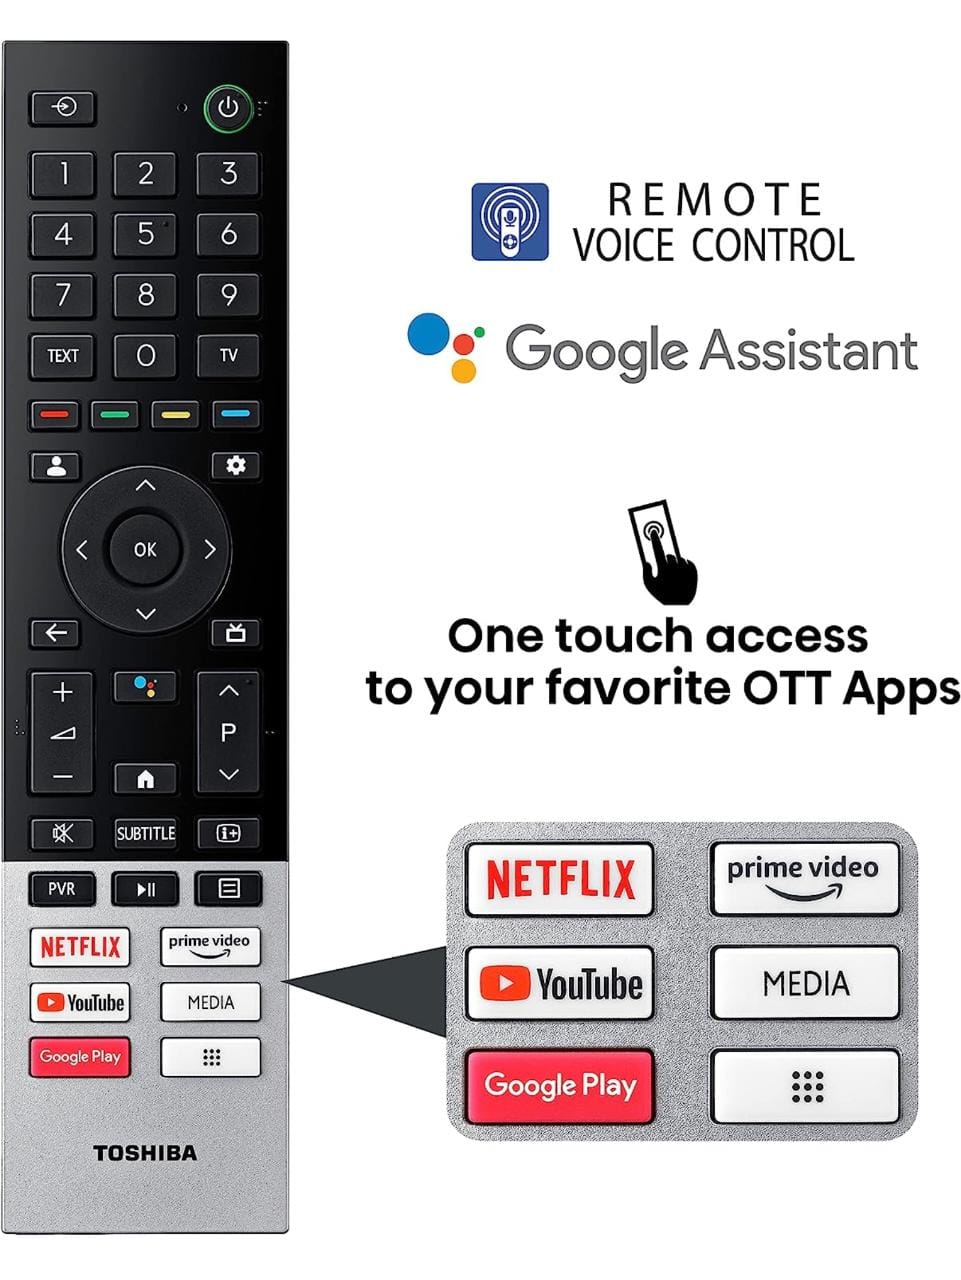 1 2 3
4 5 6
7 8 9
TEXT 0 TV
OK
+
P
−
SUBTITLE i+
PVR
NETFLIX prime video
YouTube MEDIA
Google Play
TOSHIBA
REMOTE
VOICE CONTROL
Google Assistant
One touch access
to your favorite OTT Apps
NETFLIX prime video
YouTube MEDIA
Google Play